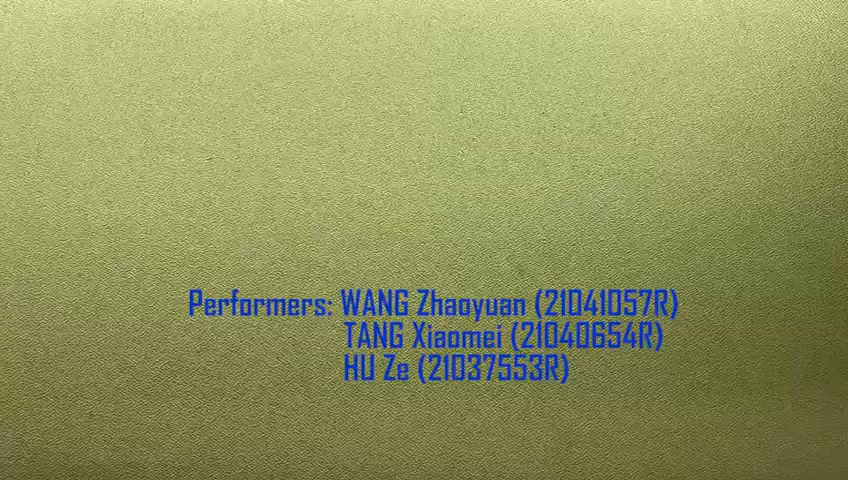 Performers: WANG Zhaoyuan (21041057R)
TANG Xiaomei (21040654R)
HU Ze (21037553R)